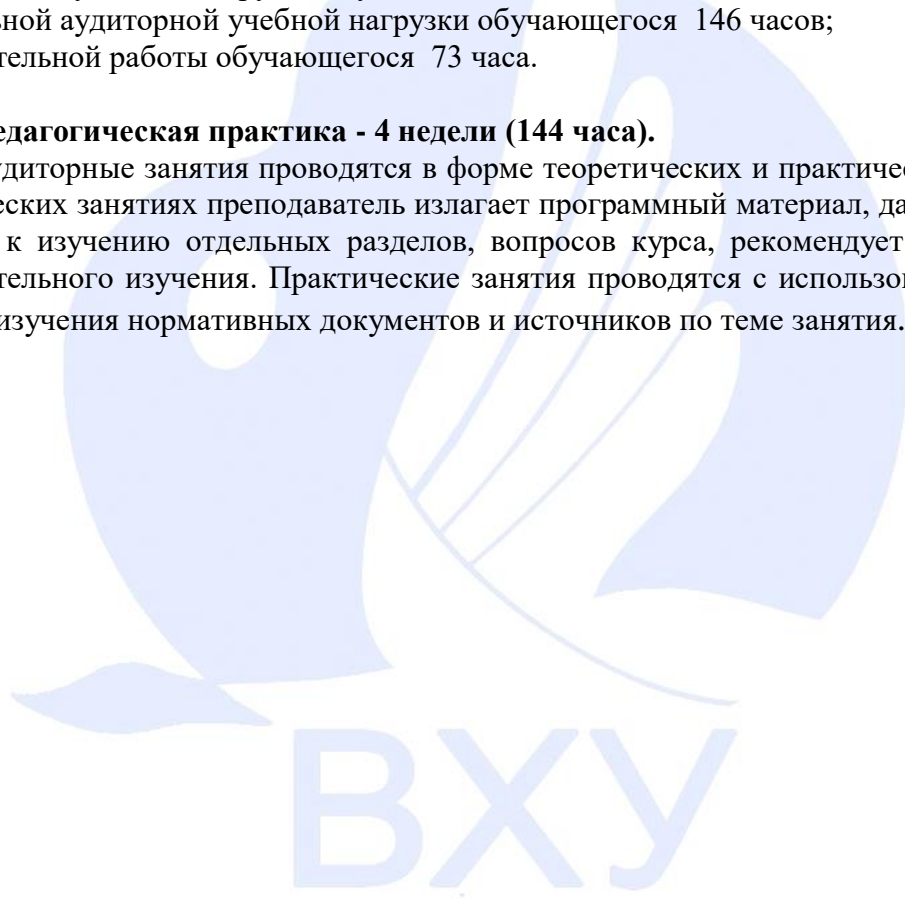 ьной аудиторной учебной нагрузки обучающегося 146 часов;
тельной работы обучающегося 73 часа.
едагогическая практика - 4 недели (144 часа).
удиторные занятия проводятся в форме теоретических и практичес
еских занятиях преподаватель излагает программный материал, да
к изучению отдельных разделов, вопросов курса, рекомендует
тельного изучения. Практические занятия проводятся с использо
изучения нормативных документов и источников по теме занятия.
ВХУ